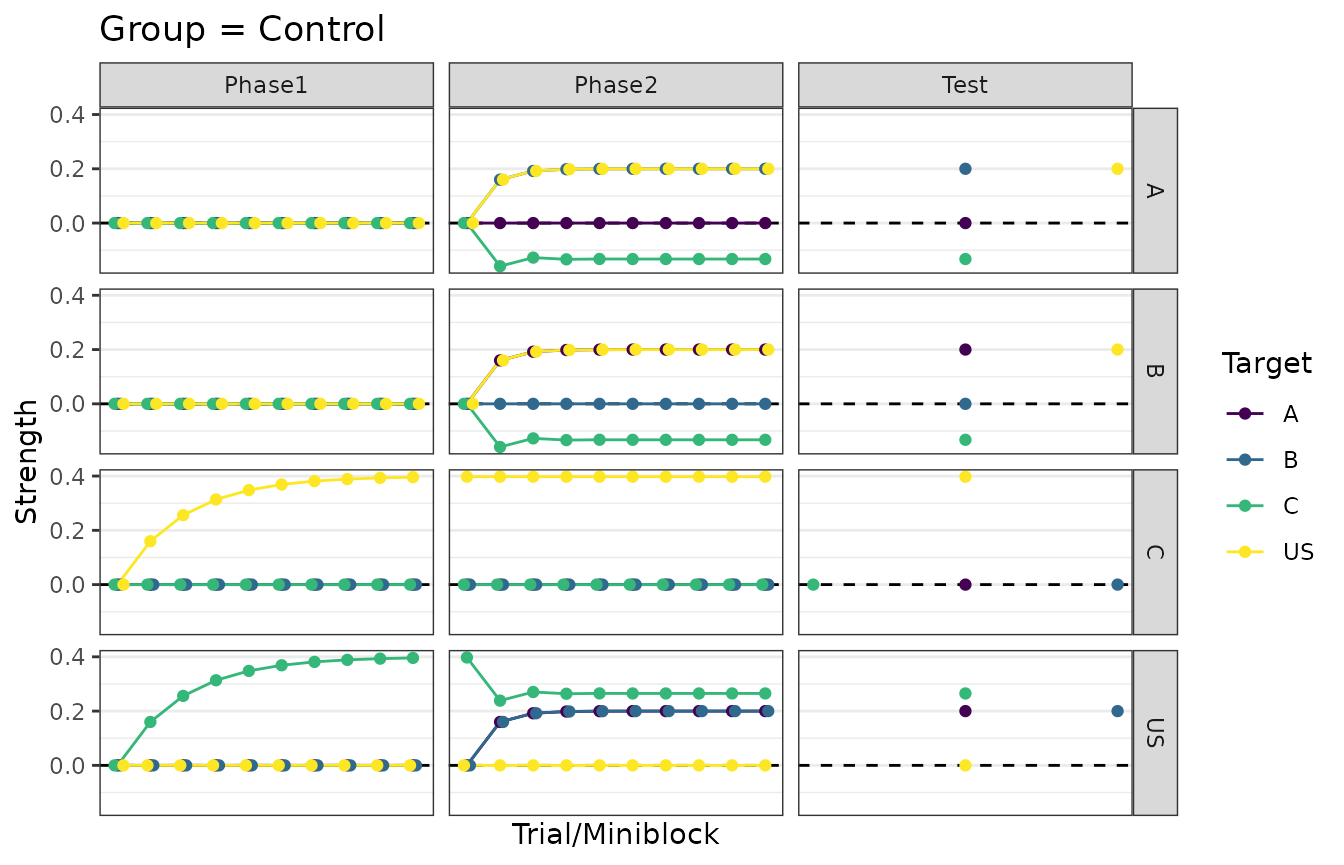 Group = Control
Phase1 Phase2 Test
0.4
0.2
0.0
A
0.4
0.2
0.0
B
0.4
0.2
0.0
C
0.4
0.2
0.0
US
Strength
Trial/Miniblock
Target
A
B
C
US